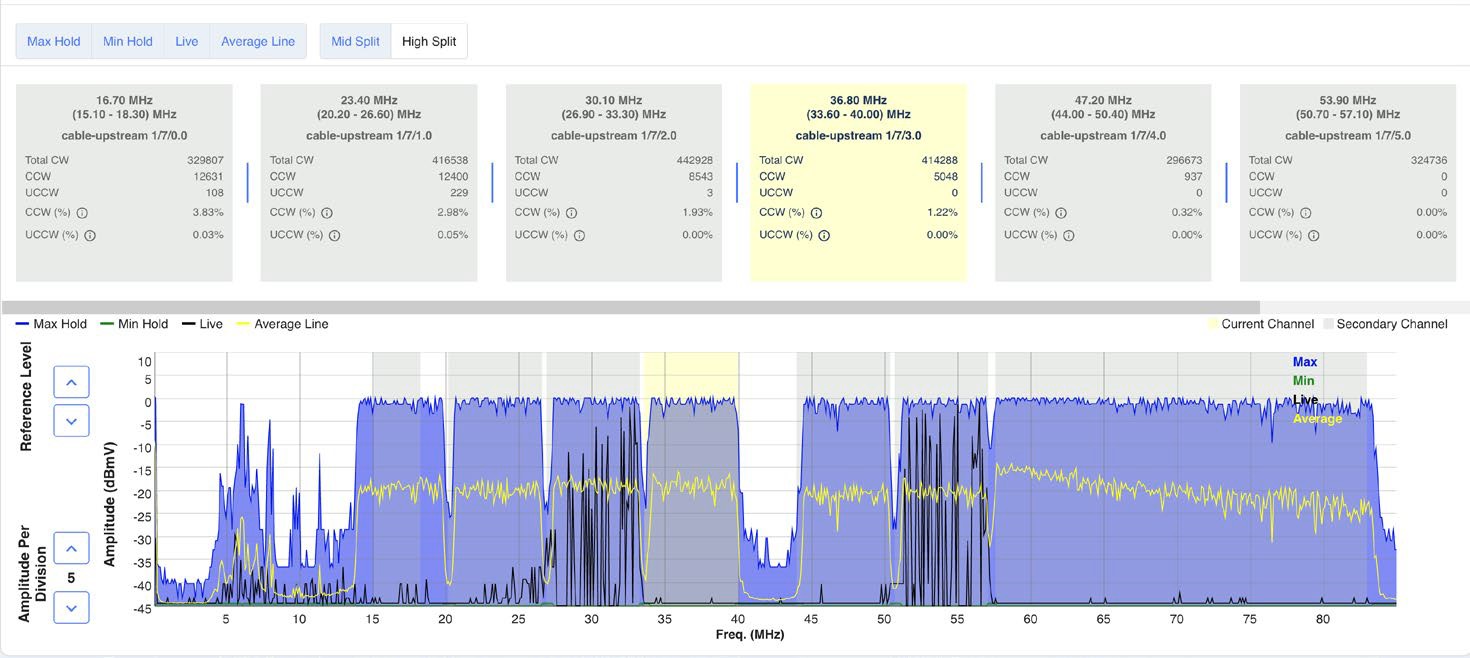 Max Hold Min Hold Live Average Line Mid Split High Split
16.70 MHz
(15.10 - 18.30) MHz
cable-upstream 1/7/0.0
Total CW 329807
CCW 12631
UCCW 108
CCW (%) 3.83%
UCCW (%) 0.03%
23.40 MHz
(20.20 - 26.60) MHz
cable-upstream 1/7/1.0
Total CW 416538
CCW 12400
UCCW 229
CCW (%) 2.98%
UCCW (%) 0.05%
30.10 MHz
(26.90 - 33.30) MHz
cable-upstream 1/7/2.0
Total CW 442928
CCW 8543
UCCW 3
CCW (%) 1.93%
UCCW (%) 0.00%
36.80 MHz
(33.60 - 40.00) MHz
cable-upstream 1/7/3.0
Total CW 414288
CCW 5048
UCCW 0
CCW (%) 1.22%
UCCW (%) 0.00%
47.20 MHz
(44.00 - 50.40) MHz
cable-upstream 1/7/4.0
Total CW 296673
CCW 937
UCCW 0
CCW (%) 0.32%
UCCW (%) 0.00%
53.90 MHz
(50.70 - 57.10) MHz
cable-upstream 1/7/5.0
Total CW 324736
CCW 0
UCCW 0
CCW (%) 0.00%
UCCW (%) 0.00%
Max Hold Min Hold Live Average Line Current Channel Secondary Channel
Reference Level
Amplitude Per
Division
5
Amplitude (dBmV)
10
5
0
-5
-10
-15
-20
-25
-30
-35
-40
-45
Max
Min
Live
Average
5 10 15 20 25 30 35 40 45 50 55 60 65 70 75 80
Freq. (MHz)